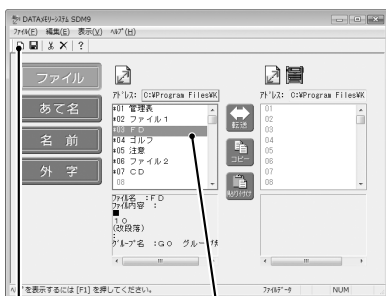 DATAﾒﾓﾘｰｼｽﾃﾑ SDM9
ﾌｧｲﾙ(F) 編集(E) 表示(V) ﾍﾙﾌﾟ(H)
ファイル
あて名
名 前
外 字
ｱﾄﾞﾚｽ: C:¥Program Files¥K
*01 管理表
*02 ファイル1
*03 FD
*04 ゴルフ
*05 注意
*06 ファイル2
*07 CD
08
ﾌｧｲﾙ名 :FD
ﾌｧｲﾙ内容 :
■
10
(改段落)
:
ｸﾞﾙｰﾌﾟ名 :GO
転送
コピー
ｱﾄﾞﾚｽ: C:¥Program Files¥K
01
02
03
04
05
06
07
08
を表示するには [F1] を押してください。
ﾌｧｲﾙﾃﾞｰﾀ
NUM